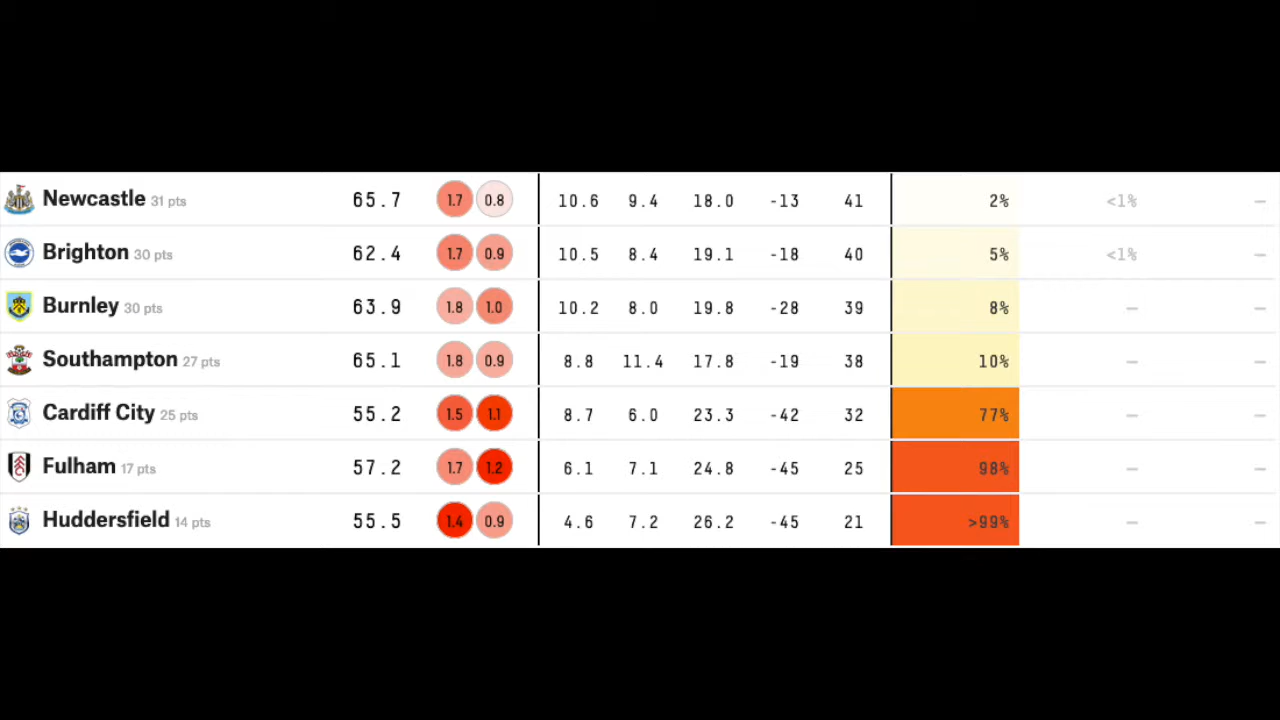 Newcastle 31 pts 65.7 1.7 0.8 10.6 9.4 18.0 -13 41 2% <1% —
Brighton 30 pts 62.4 1.7 0.9 10.5 8.4 19.1 -18 40 5% <1% —
Burnley 30 pts 63.9 1.8 1.0 10.2 8.0 19.8 -28 39 8% — —
Southampton 27 pts 65.1 1.8 0.9 8.8 11.4 17.8 -19 38 10% — —
Cardiff City 25 pts 55.2 1.5 1.1 8.7 6.0 23.3 -42 32 77% — —
Fulham 17 pts 57.2 1.7 1.2 6.1 7.1 24.8 -45 25 98% — —
Huddersfield 14 pts 55.5 1.4 0.9 4.6 7.2 26.2 -45 21 >99% — —